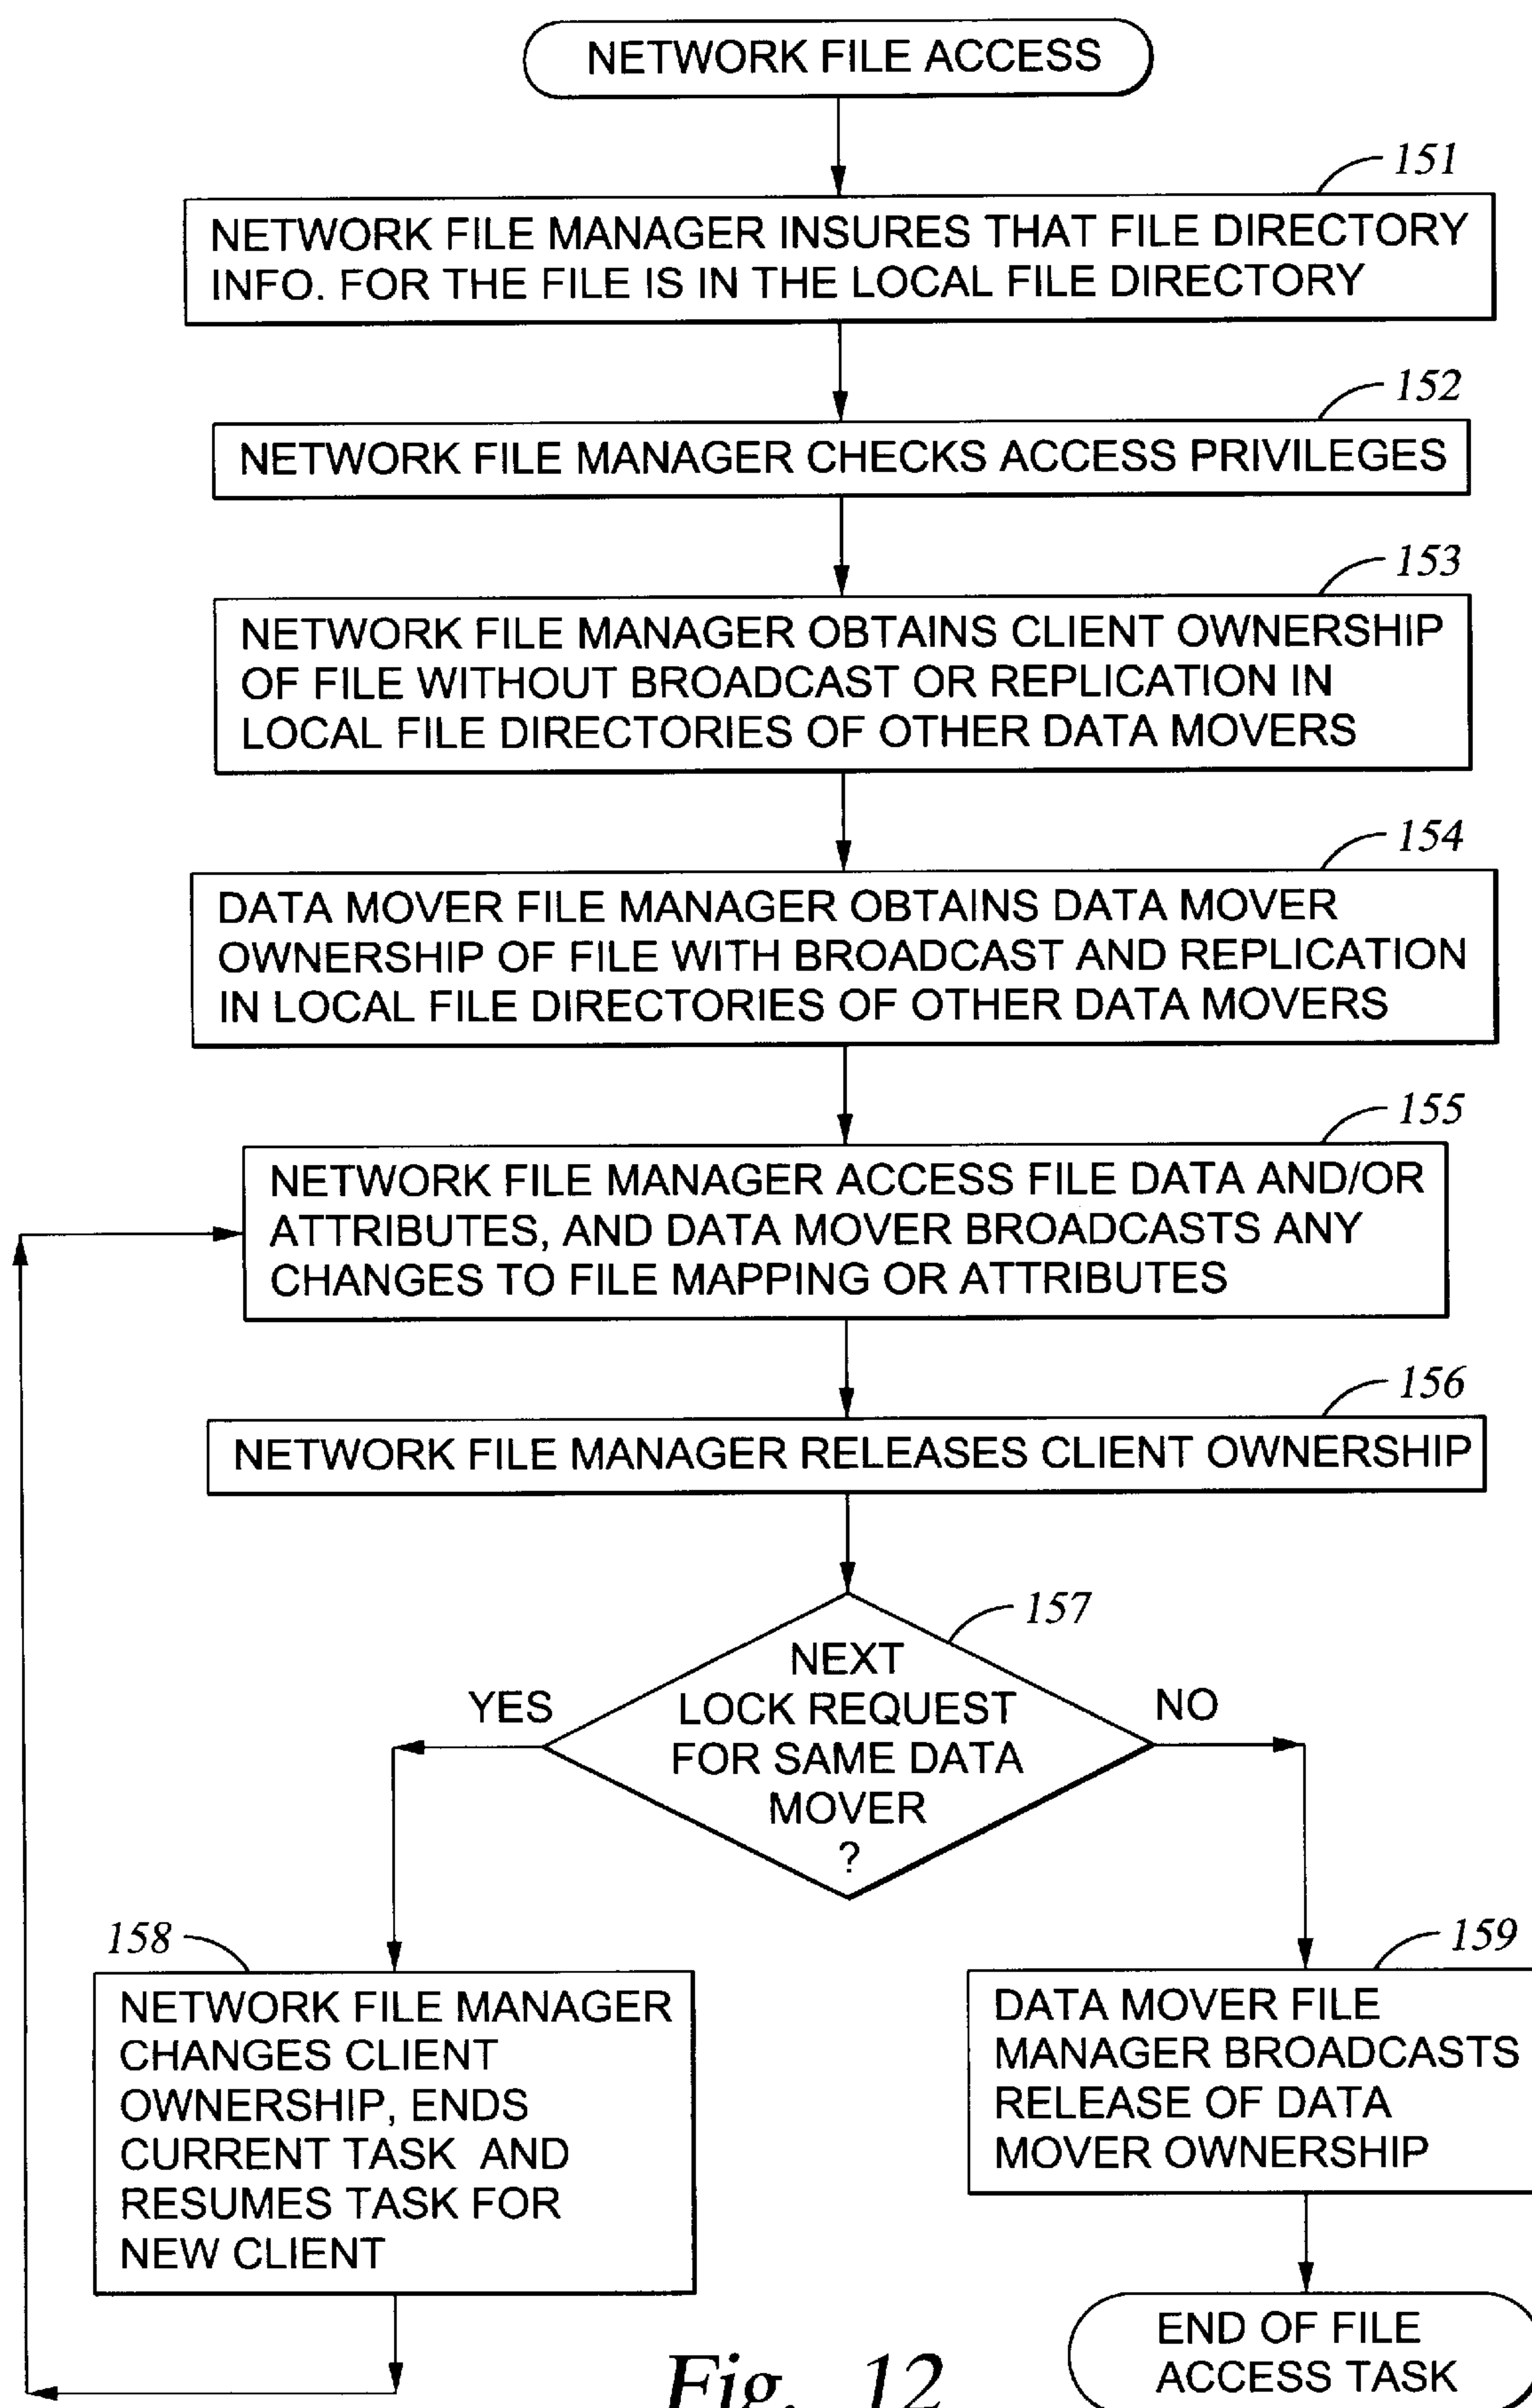 NETWORK FILE ACCESS
151
NETWORK FILE MANAGER INSURES THAT FILE DIRECTORY
INFO. FOR THE FILE IS IN THE LOCAL FILE DIRECTORY
152
NETWORK FILE MANAGER CHECKS ACCESS PRIVILEGES
153
NETWORK FILE MANAGER OBTAINS CLIENT OWNERSHIP
OF FILE WITHOUT BROADCAST OR REPLICATION IN
LOCAL FILE DIRECTORIES OF OTHER DATA MOVERS
154
DATA MOVER FILE MANAGER OBTAINS DATA MOVER
OWNERSHIP OF FILE WITH BROADCAST AND REPLICATION
IN LOCAL FILE DIRECTORIES OF OTHER DATA MOVERS
155
NETWORK FILE MANAGER ACCESS FILE DATA AND/OR
ATTRIBUTES, AND DATA MOVER BROADCASTS ANY
CHANGES TO FILE MAPPING OR ATTRIBUTES
156
NETWORK FILE MANAGER RELEASES CLIENT OWNERSHIP
157
NEXT
LOCK REQUEST
FOR SAME DATA
MOVER
?
YES
NO
158
NETWORK FILE MANAGER
CHANGES CLIENT
OWNERSHIP, ENDS
CURRENT TASK AND
RESUMES TASK FOR
NEW CLIENT
159
DATA MOVER FILE
MANAGER BROADCASTS
RELEASE OF DATA
MOVER OWNERSHIP
END OF FILE
ACCESS TASK
Fig. 12